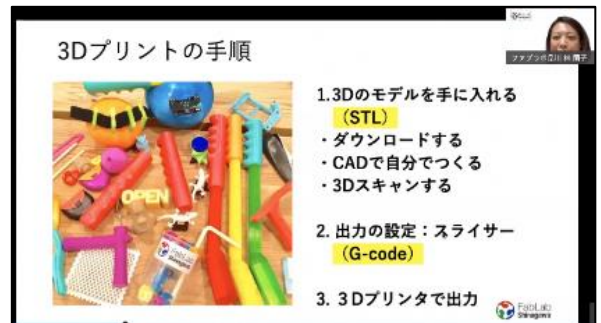 3Dプリントの手順
1.3Dのモデルを手に入れる
（STL）
・ダウンロードする
・CADで自分でつくる
・3Dスキャンする
2. 出力の設定：スライサー
（G-code）
3. ３Dプリンタで出力
OPEN
FabLab
Shinagawa
FabLab
Shinagawa